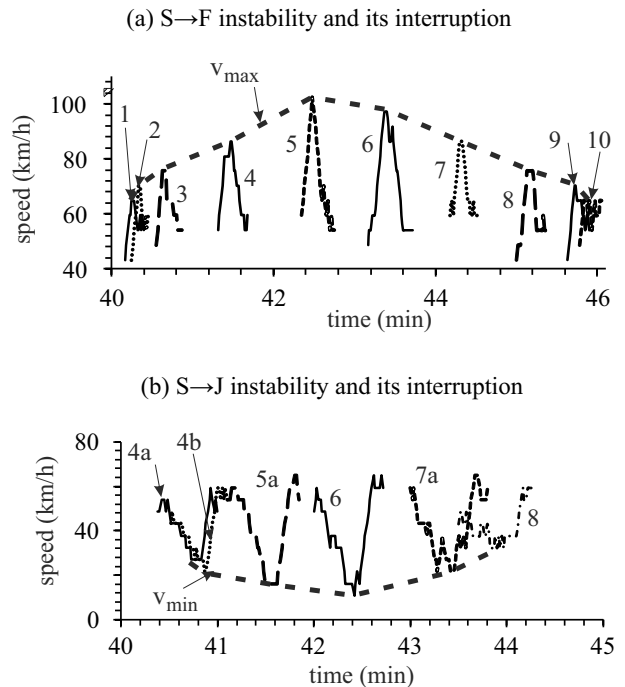 (a) S→F instability and its interruption
speed (km/h)
100
80
60
40
v_max
1
2
3
4
5
6
7
8
9
10
40
42
44
46
time (min)
(b) S→J instability and its interruption
speed (km/h)
80
40
0
4a
4b
5a
6
7a
8
v_min
40
41
42
43
44
45
time (min)